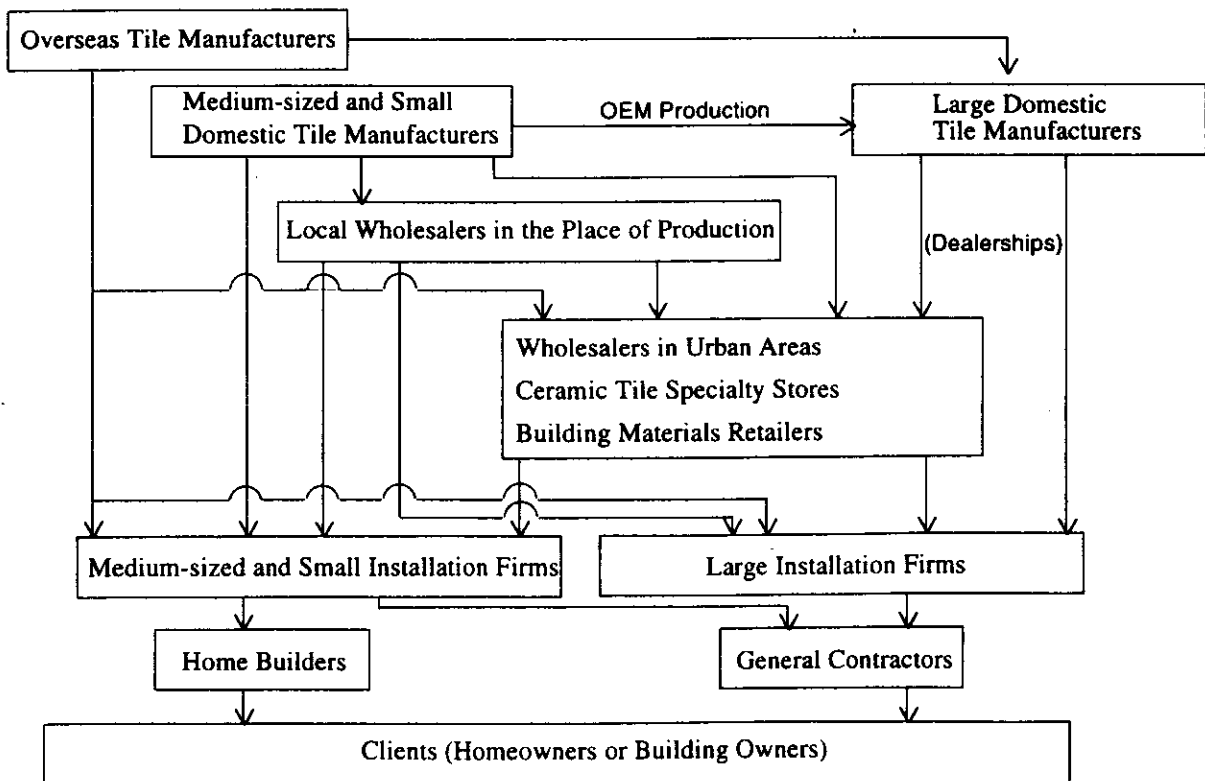 Overseas Tile Manufacturers
Medium-sized and Small
Domestic Tile Manufacturers
OEM Production
Large Domestic
Tile Manufacturers
Local Wholesalers in the Place of Production
(Dealerships)
Wholesalers in Urban Areas
Ceramic Tile Specialty Stores
Building Materials Retailers
Medium-sized and Small Installation Firms
Large Installation Firms
Home Builders
General Contractors
Clients (Homeowners or Building Owners)